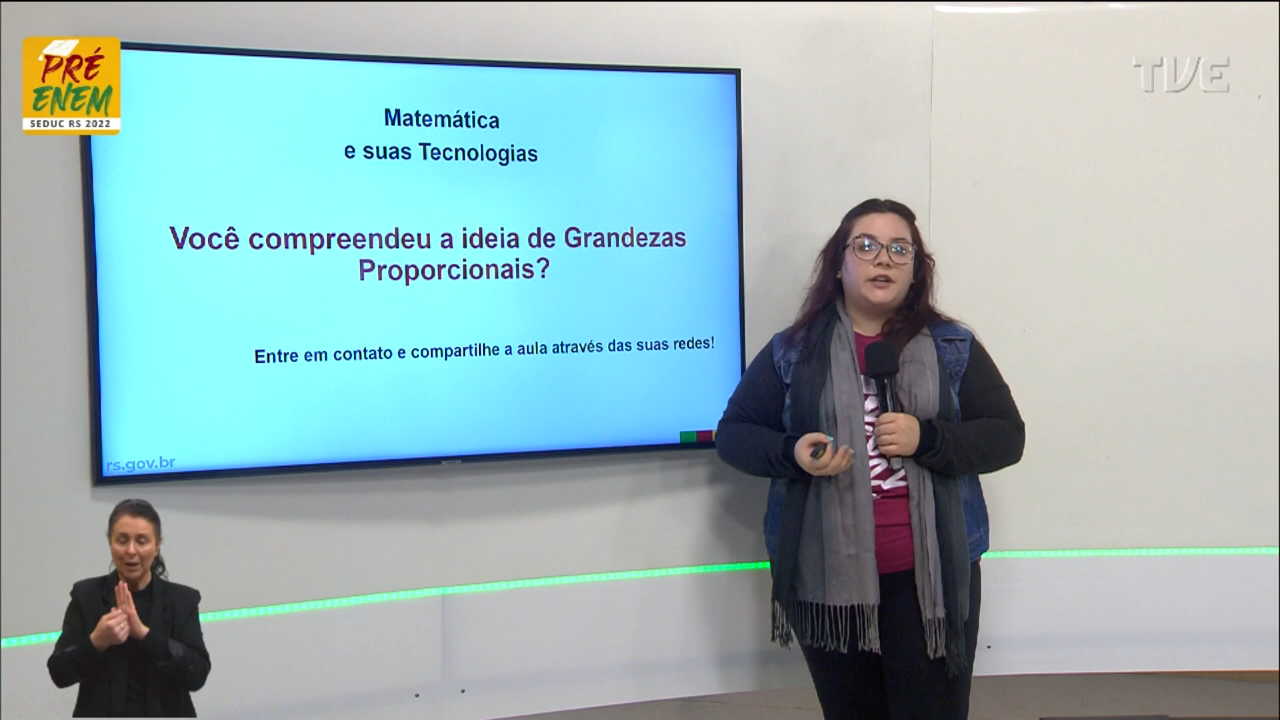 PRÉ
ENEM
SEDUC RS 2022
TVE
Matemática
e suas Tecnologias
Você compreendeu a ideia de Grandezas
Proporcionais?
Entre em contato e compartilhe a aula através das suas redes!
rs.gov.br